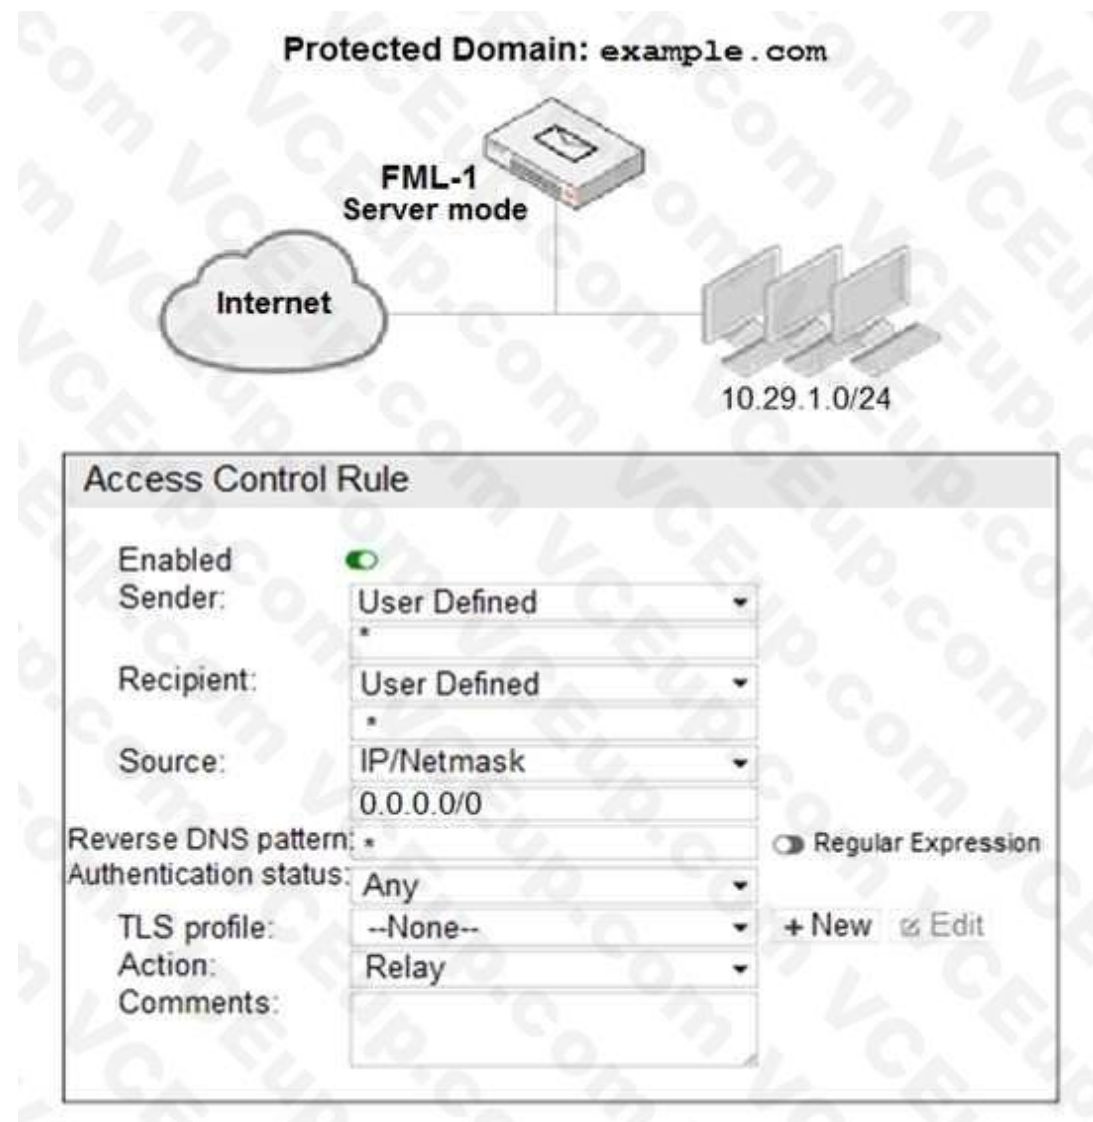 Protected Domain: example.com
FML-1
Server mode
Internet
10.29.1.0/24
Access Control Rule
Enabled
Sender: User Defined
*
Recipient: User Defined
*
Source: IP/Netmask
0.0.0.0/0
Reverse DNS pattern: * Regular Expression
Authentication status: Any
TLS profile: --None-- + New Edit
Action: Relay
Comments:
VCEup.com